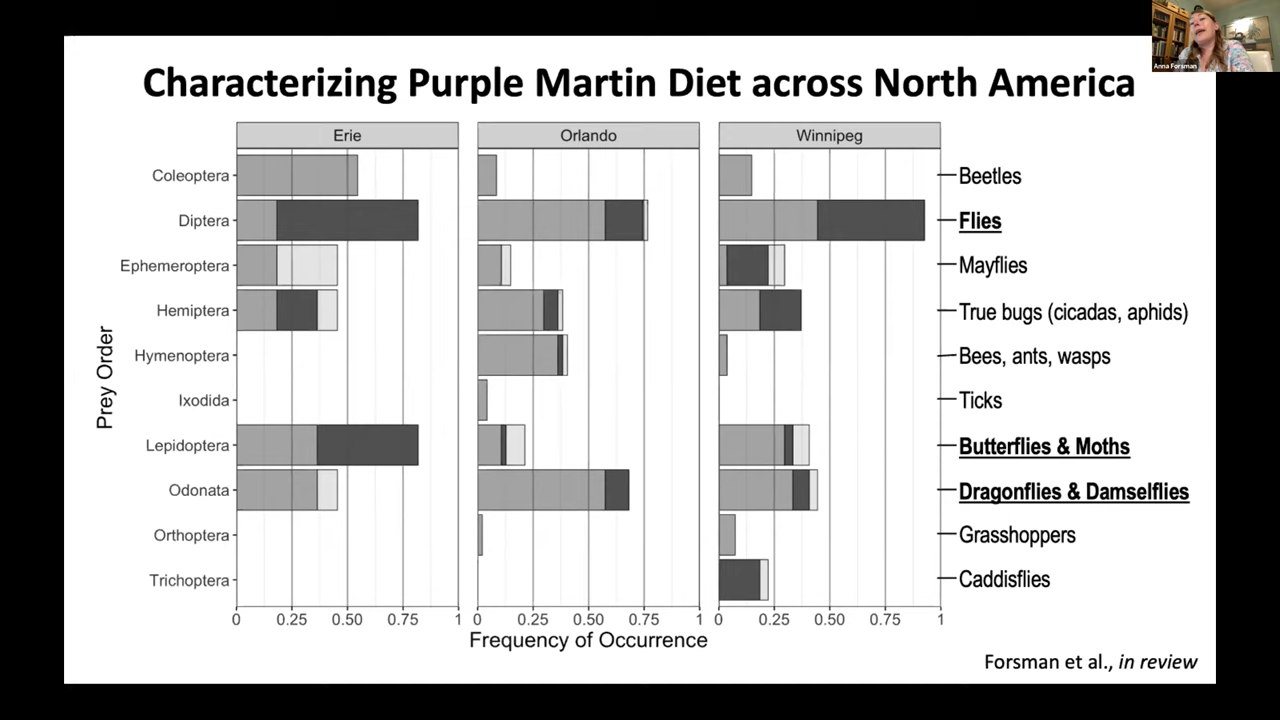 Anna Forsman
Characterizing Purple Martin Diet across North America
Erie
Orlando
Winnipeg
Prey Order
Coleoptera
Beetles
Diptera
Flies
Ephemeroptera
Mayflies
Hemiptera
True bugs (cicadas, aphids)
Hymenoptera
Bees, ants, wasps
Ixodida
Ticks
Lepidoptera
Butterflies & Moths
Odonata
Dragonflies & Damselflies
Orthoptera
Grasshoppers
Trichoptera
Caddisflies
0 0.25 0.50 0.75 1
0 0.25 0.50 0.75 1
0 0.25 0.50 0.75 1
Frequency of Occurrence
Forsman et al., in review